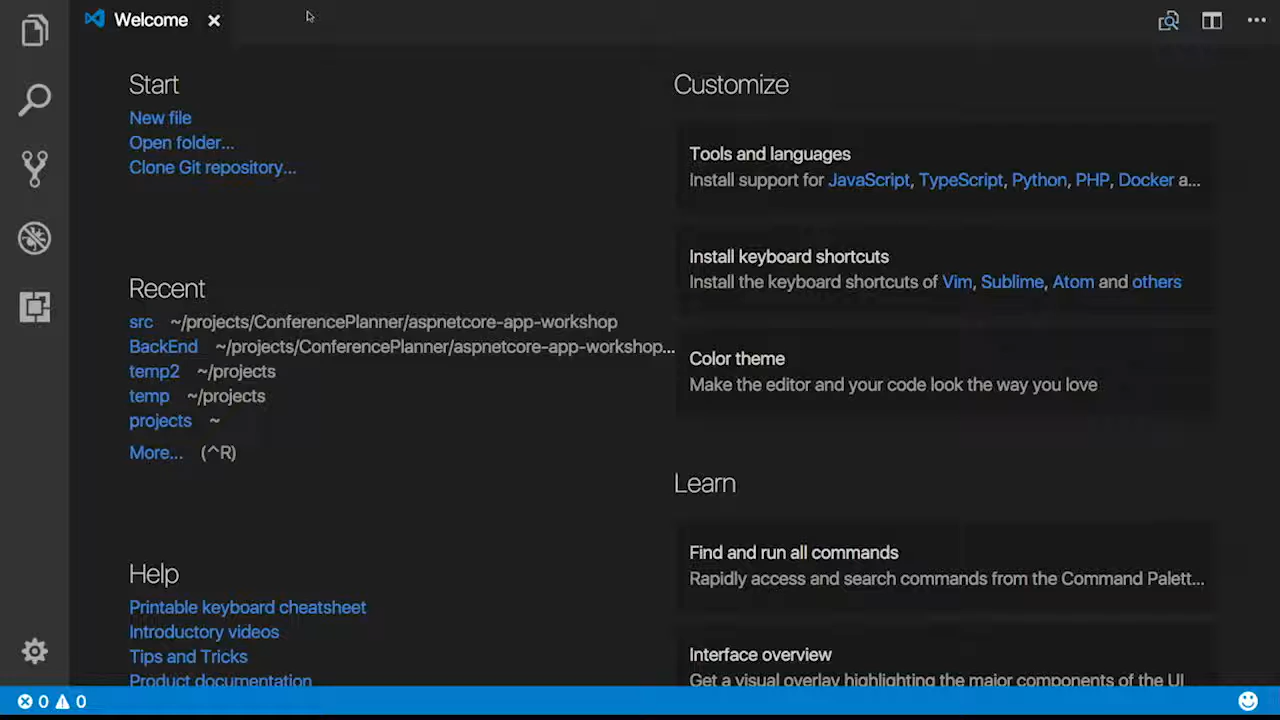 Welcome
Start
New file
Open folder...
Clone Git repository...
Recent
src ~/projects/ConferencePlanner/aspnetcore-app-workshop
BackEnd ~/projects/ConferencePlanner/aspnetcore-app-workshop...
temp2 ~/projects
temp ~/projects
projects ~
More... (^R)
Help
Printable keyboard cheatsheet
Introductory videos
Tips and Tricks
Product documentation
Customize
Tools and languages
Install support for JavaScript, TypeScript, Python, PHP, Docker a...
Install keyboard shortcuts
Install the keyboard shortcuts of Vim, Sublime, Atom and others
Color theme
Make the editor and your code look the way you love
Learn
Find and run all commands
Rapidly access and search commands from the Command Palett...
Interface overview
Get a visual overlay highlighting the major components of the UI
0 0